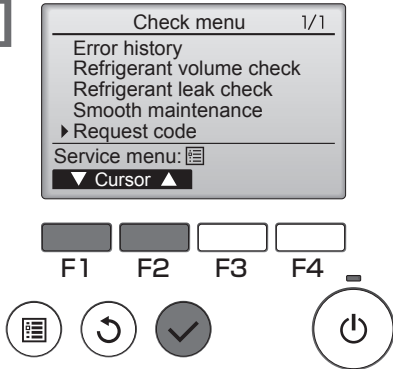 Check menu 1/1
Error history
Refrigerant volume check
Refrigerant leak check
Smooth maintenance
▶Request code
Service menu:
▼ Cursor ▲
F1 F2 F3 F4